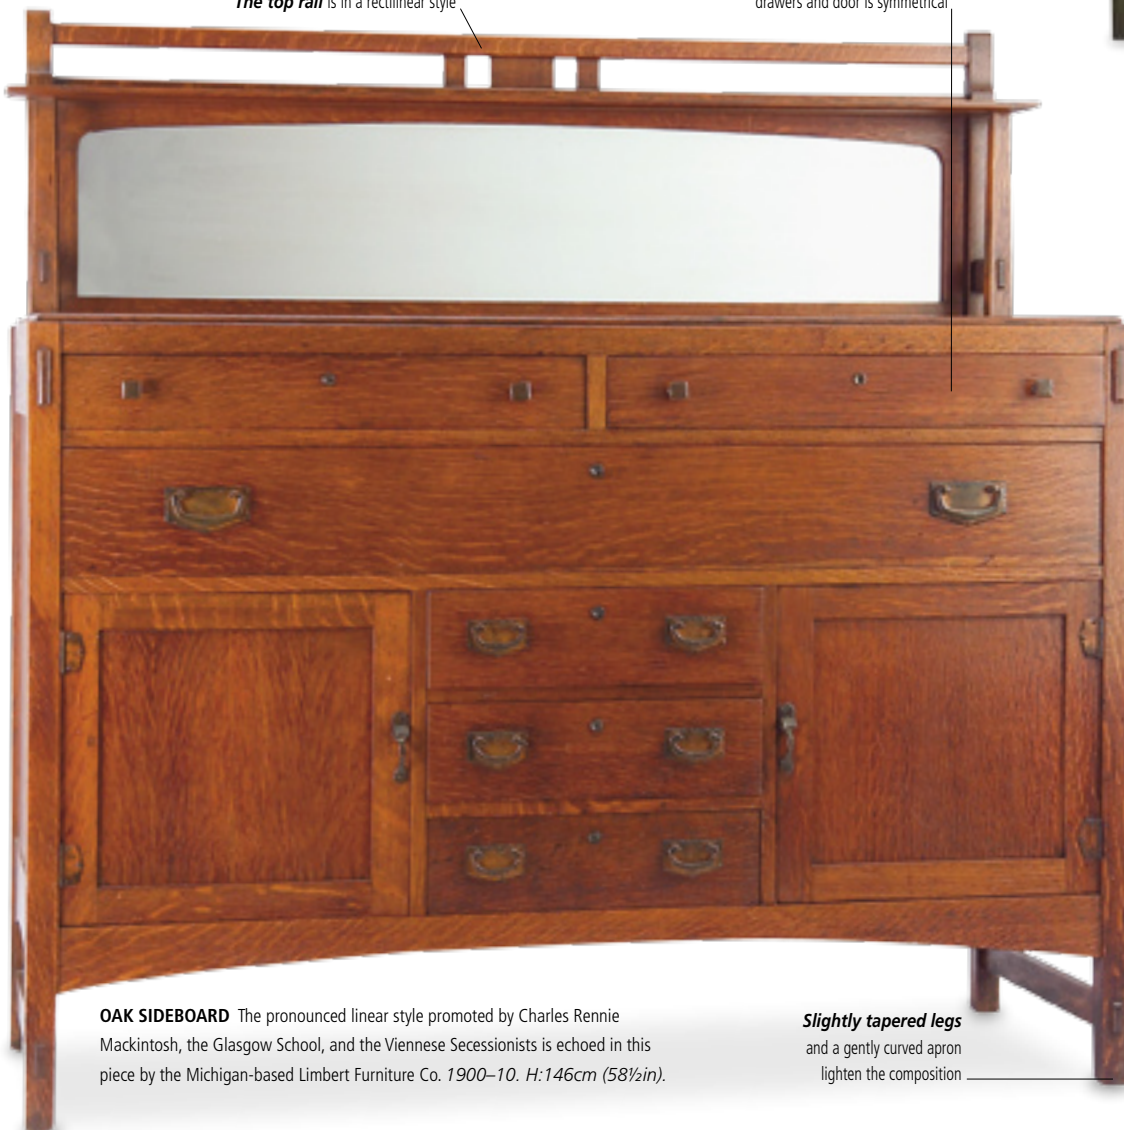 The top rail is in a rectilinear style
drawers and door is symmetrical
OAK SIDEBOARD The pronounced linear style promoted by Charles Rennie
Mackintosh, the Glasgow School, and the Viennese Secessionists is echoed in this
piece by the Michigan-based Limbert Furniture Co. 1900–10. H:146cm (58½in).
Slightly tapered legs
and a gently curved apron
lighten the composition